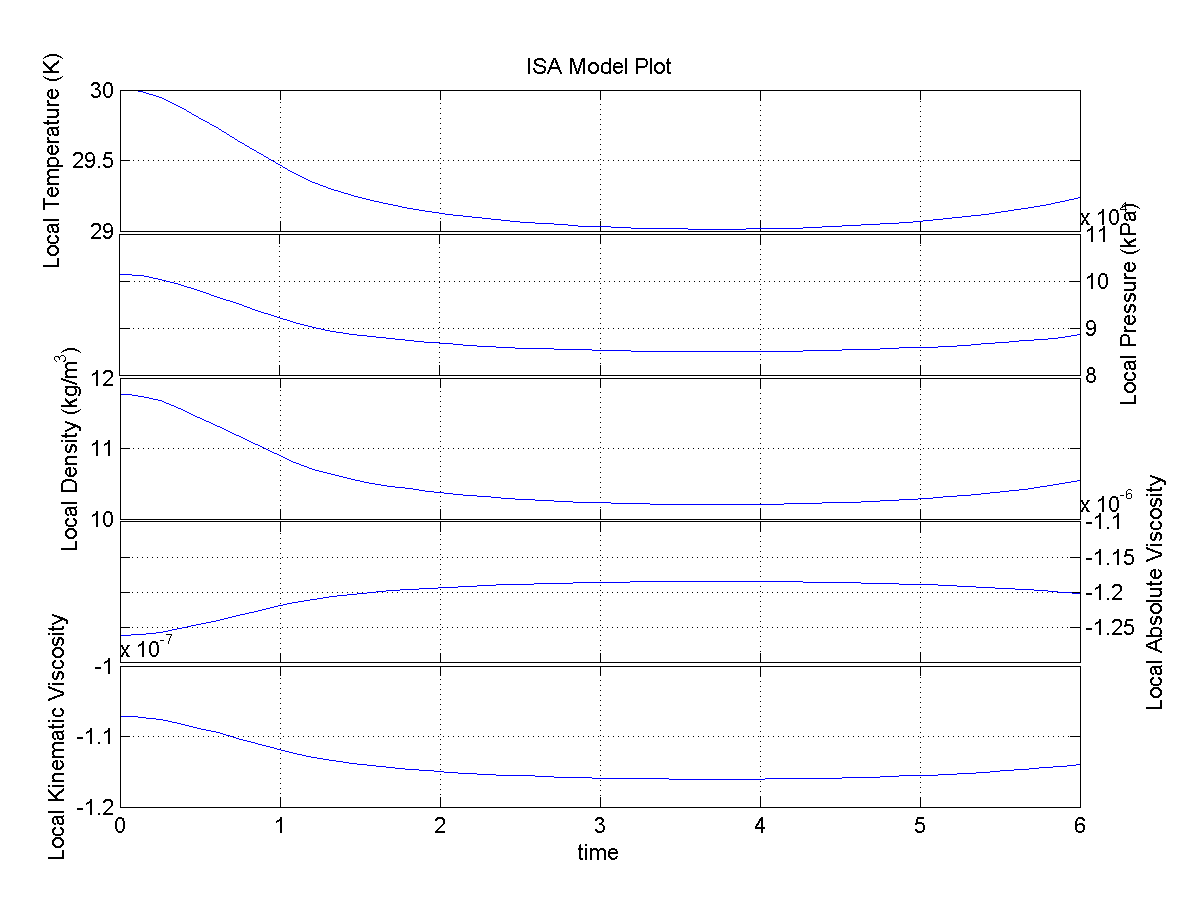 ISA Model Plot
Local Temperature (K)
30
29.5
29
x 10^4
Local Pressure (kPa)
11
10
9
8
Local Density (kg/m^3)
12
11
10
x 10^-6
Local Absolute Viscosity
-1.1
-1.15
-1.2
-1.25
x 10^-7
Local Kinematic Viscosity
-1
-1.1
-1.2
0 1 2 3 4 5 6
time